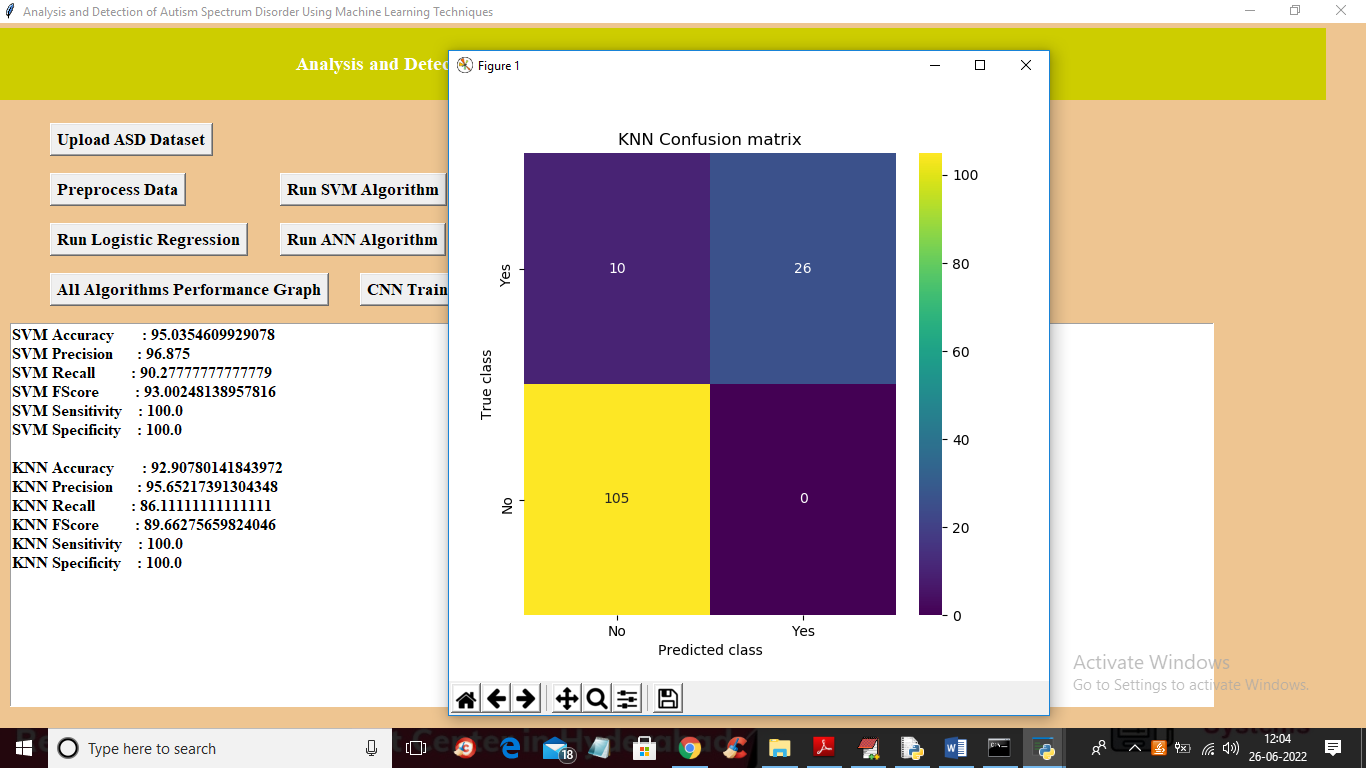 Analysis and Detection of Autism Spectrum Disorder Using Machine Learning Techniques
Analysis and Detec
Upload ASD Dataset
Preprocess Data
Run SVM Algorithm
Run Logistic Regression
Run ANN Algorithm
All Algorithms Performance Graph
CNN Train
SVM Accuracy : 95.0354609929078
SVM Precision : 96.875
SVM Recall : 90.27777777777779
SVM FScore : 93.00248138957816
SVM Sensitivity : 100.0
SVM Specificity : 100.0
KNN Accuracy : 92.90780141843972
KNN Precision : 95.65217391304348
KNN Recall : 86.11111111111111
KNN FScore : 89.66275659824046
KNN Sensitivity : 100.0
KNN Specificity : 100.0
Figure 1
KNN Confusion matrix
True class
Yes
10
26
No
105
0
No
Yes
Predicted class
100
80
60
40
20
0
Activate Windows
Go to Settings to activate Windows.
Type here to search
18
12:04
26-06-2022